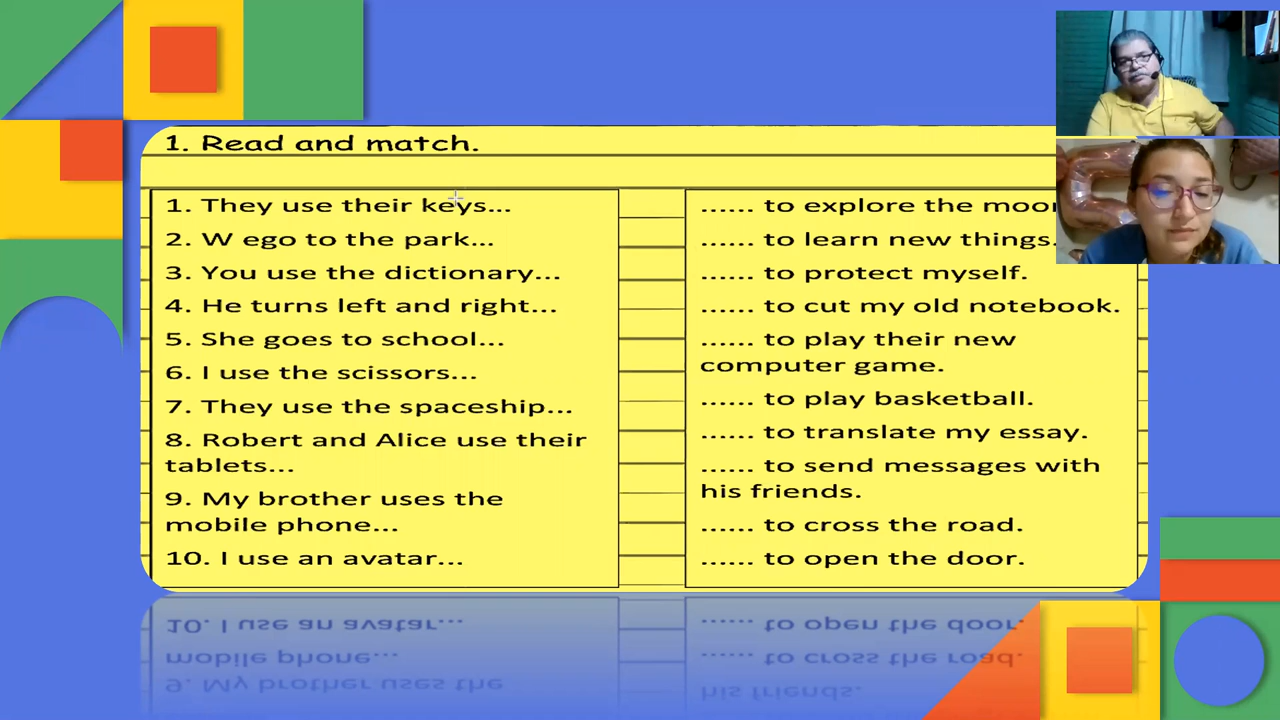 1. Read and match.
1. They use their keys...
2. W ego to the park...
3. You use the dictionary...
4. He turns left and right...
5. She goes to school...
6. I use the scissors...
7. They use the spaceship...
8. Robert and Alice use their
tablets...
9. My brother uses the
mobile phone...
10. I use an avatar...
...... to explore the moon
...... to learn new things.
...... to protect myself.
...... to cut my old notebook.
...... to play their new
computer game.
...... to play basketball.
...... to translate my essay.
...... to send messages with
his friends.
...... to cross the road.
...... to open the door.